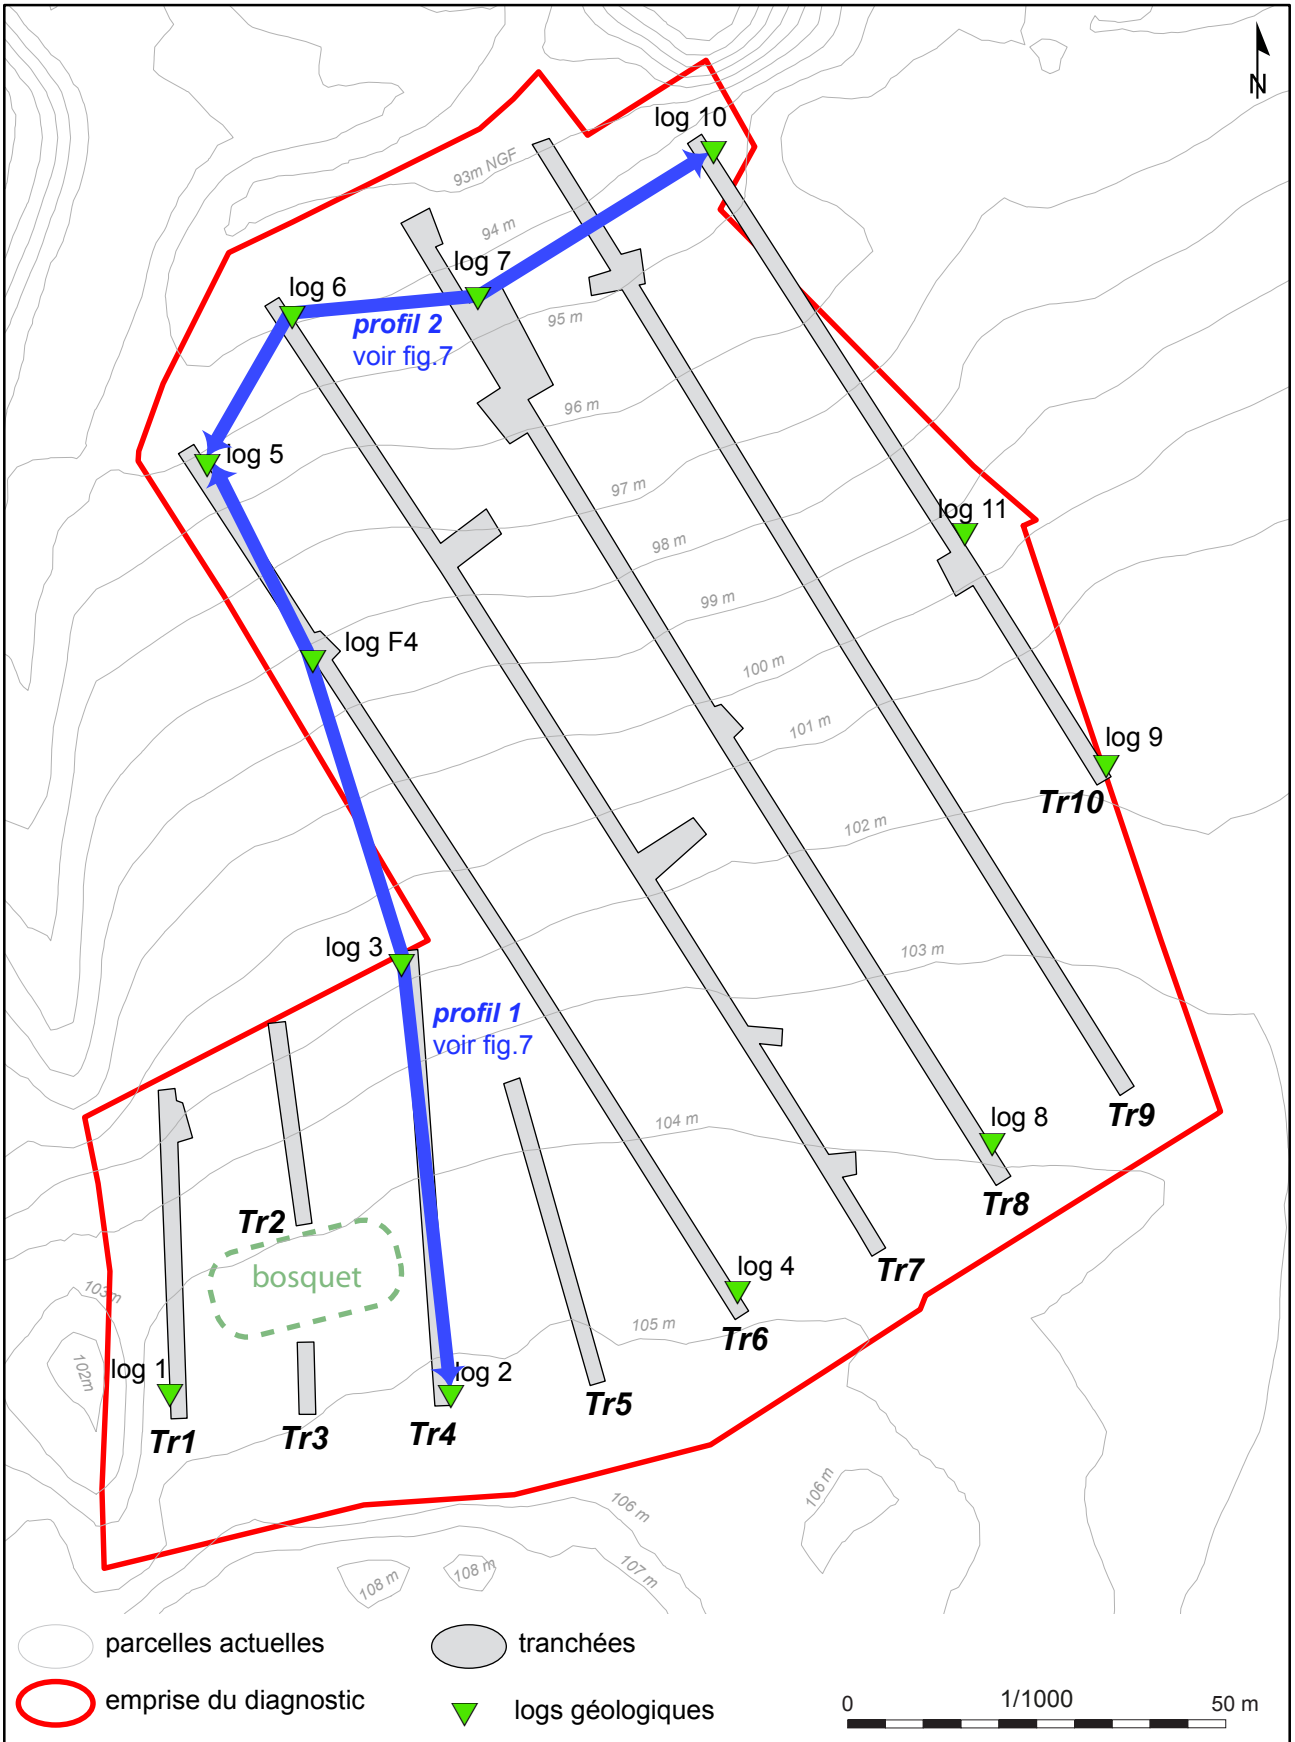 N
log 10
93m NGF
94 m
log 7
log 6
profil 2
voir fig.7
95 m
96 m
log 5
97 m
log 11
98 m
99 m
log F4
100 m
101 m
log 9
Tr10
102 m
log 3
103 m
profil 1
voir fig.7
104 m
Tr9
log 8
Tr8
Tr2
bosquet
Tr7
log 4
103m
105 m
Tr6
102m
log 1
log 2
Tr5
Tr1
Tr3
Tr4
106 m
106 m
107 m
108 m
108 m
parcelles actuelles
tranchées
emprise du diagnostic
logs géologiques
0 1/1000 50 m